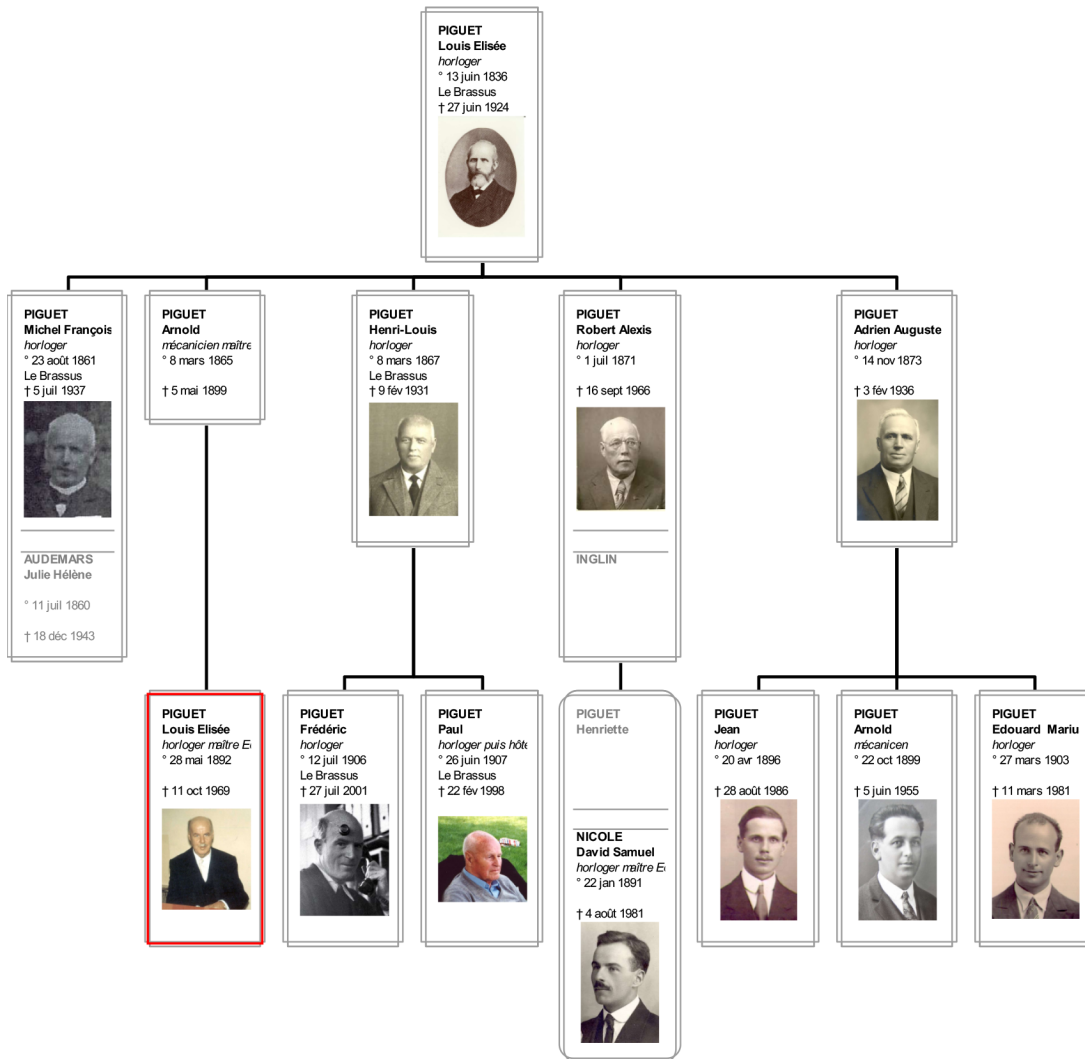 PIGUET
Louis Elisée
horloger
° 13 juin 1836
Le Brassus
† 27 juin 1924
PIGUET
Michel François
horloger
° 23 août 1861
Le Brassus
† 5 juil 1937
AUDEMARS
Julie Hélène
° 11 juil 1860
† 18 déc 1943
PIGUET
Arnold
mécanicien maître
° 8 mars 1865
† 5 mai 1899
PIGUET
Henri-Louis
horloger
° 8 mars 1867
Le Brassus
† 9 fév 1931
PIGUET
Robert Alexis
horloger
° 1 juil 1871
† 16 sept 1966
INGLIN
PIGUET
Adrien Auguste
horloger
° 14 nov 1873
† 3 fév 1936
PIGUET
Louis Elisée
horloger maître
° 28 mai 1892
† 11 oct 1969
PIGUET
Frédéric
horloger
° 12 juil 1906
Le Brassus
† 27 juil 2001
PIGUET
Paul
horloger puis hôte
° 26 juin 1907
Le Brassus
† 22 fév 1998
PIGUET
Henriette
NICOLE
David Samuel
horloger maître
° 22 jan 1891
† 4 août 1981
PIGUET
Jean
horloger
° 20 avr 1896
† 28 août 1986
PIGUET
Arnold
mécanicen
° 22 oct 1899
† 5 juin 1955
PIGUET
Edouard Mariu
horloger
° 27 mars 1903
† 11 mars 1981